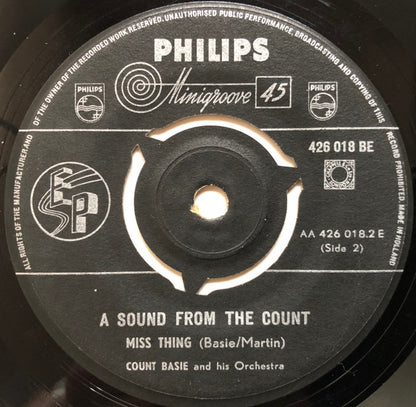 ALL RIGHTS OF THE MANUFACTURER AND OF THE OWNER OF THE RECORDED WORK RESERVED. UNAUTHORISED PUBLIC PERFORMANCE, BROADCASTING AND COPYING OF THIS RECORD PROHIBITED. MADE IN HOLLAND
PHILIPS
Minigroove 45
PHILIPS
PHILIPS
426 018 BE
EP
AA 426 018.2 E
(Side 2)
A SOUND FROM THE COUNT
MISS THING (Basie/Martin)
COUNT BASIE and his Orchestra